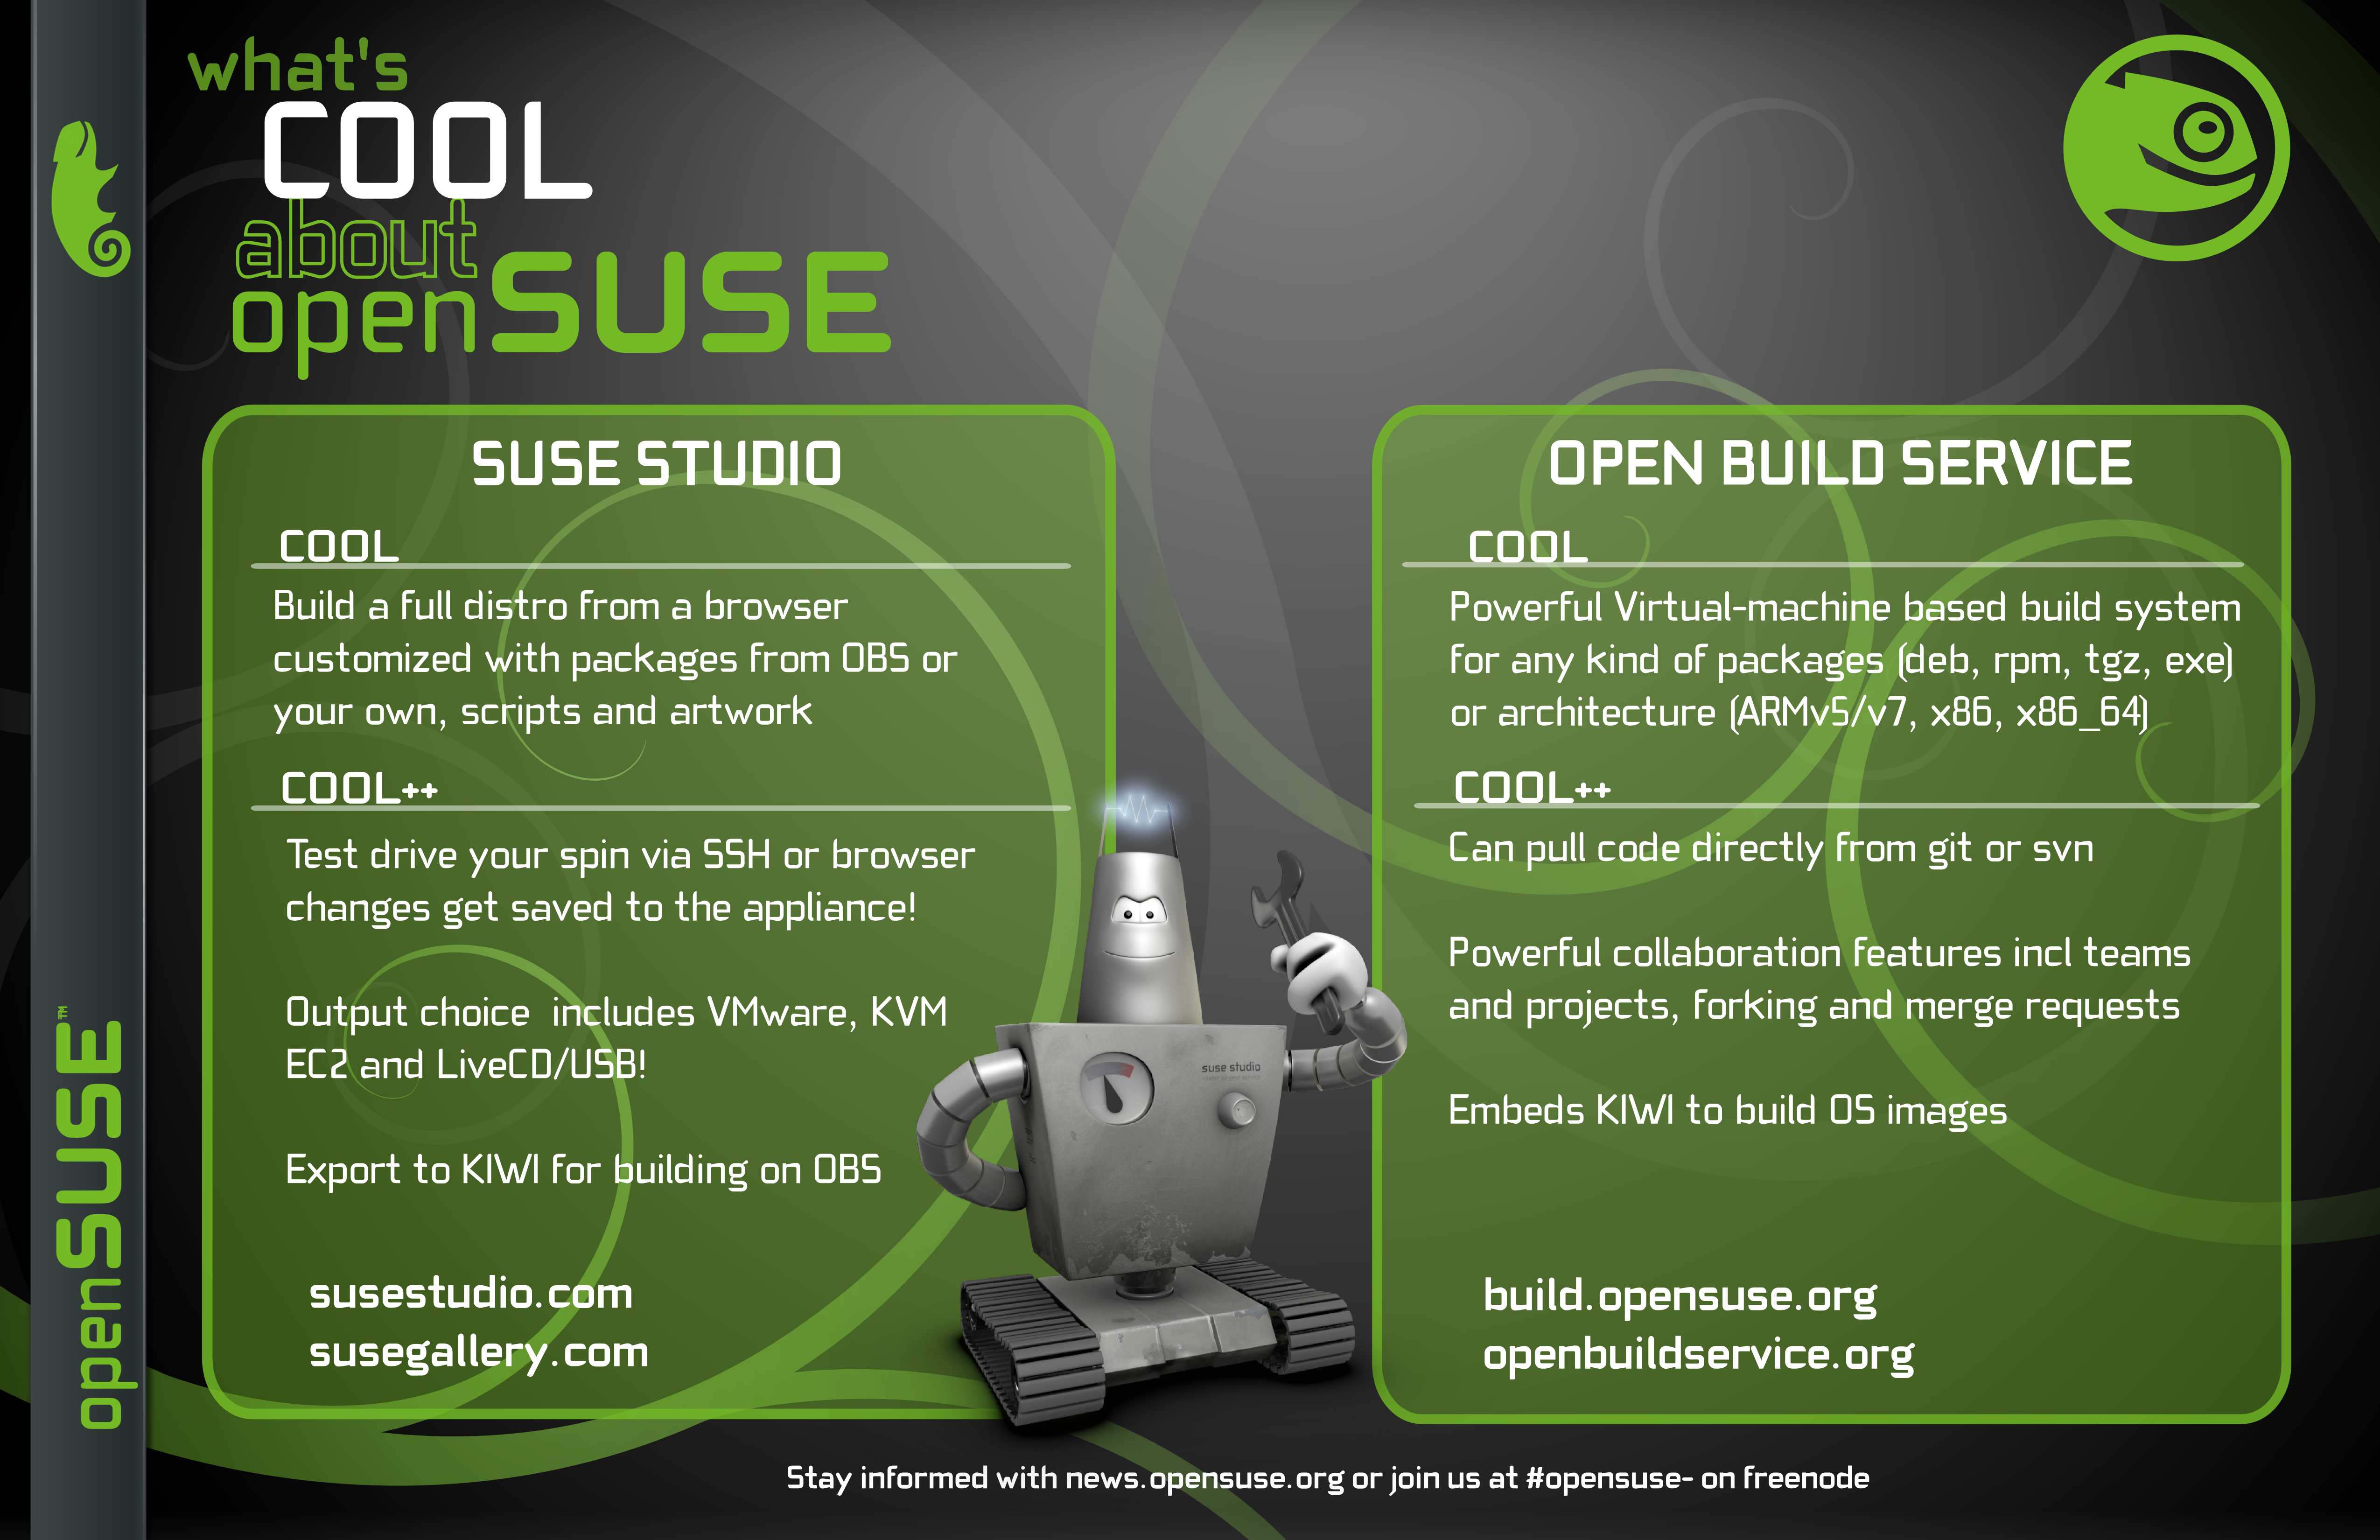 what's
COOL
about
openSUSE
SUSE STUDIO
COOL
Build a full distro from a browser
customized with packages from OBS or
your own, scripts and artwork
COOL++
Test drive your spin via SSH or browser
changes get saved to the appliance!
Output choice  includes VMware, KVM
EC2 and LiveCD/USB!
Export to KIWI for building on OBS
susestudio.com
susegallery.com
suse studio
OPEN BUILD SERVICE
COOL
Powerful Virtual-machine based build system
for any kind of packages (deb, rpm, tgz, exe)
or architecture (ARMv5/v7, x86, x86_64)
COOL++
Can pull code directly from git or svn
Powerful collaboration features incl teams
and projects, forking and merge requests
Embeds KIWI to build OS images
build.opensuse.org
openbuildservice.org
Stay informed with news.opensuse.org or join us at #opensuse- on freenode
openSUSE™